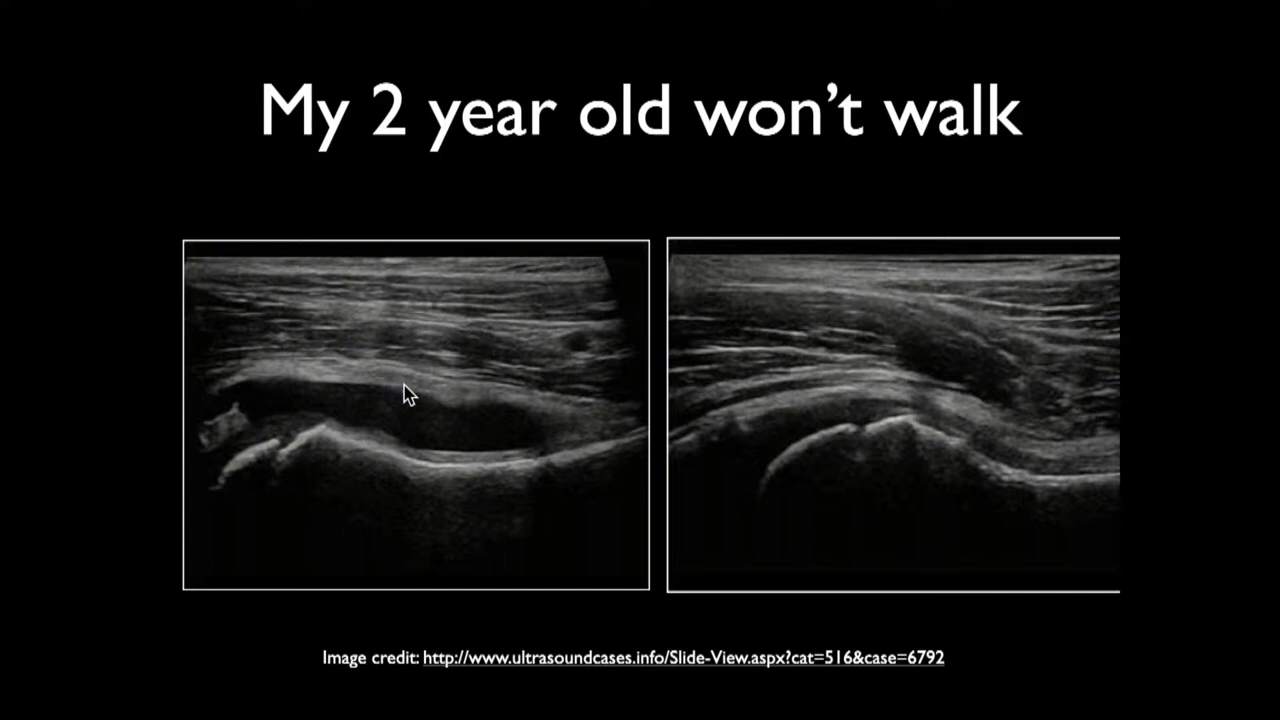 My 2 year old won’t walk
Image credit: http://www.ultrasoundcases.info/Slide-View.aspx?cat=516&case=6792